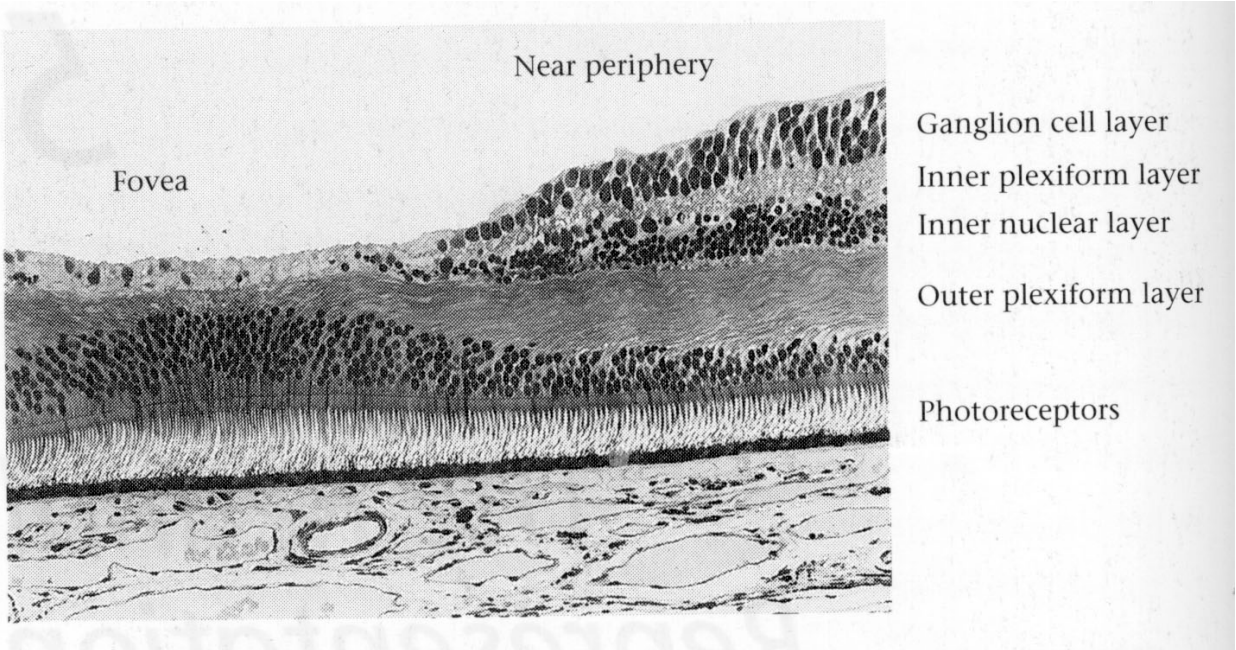 Near periphery
Fovea
Ganglion cell layer
Inner plexiform layer
Inner nuclear layer
Outer plexiform layer
Photoreceptors